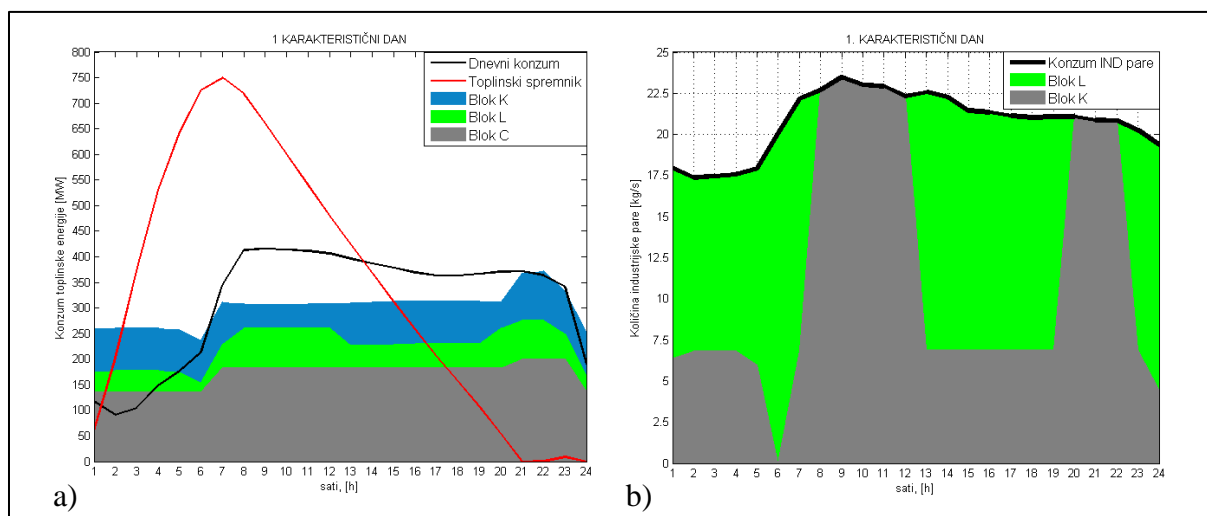 1 KARAKTERISTIČNI DAN
Konzum toplinske energije [MW]
800
750
700
650
600
550
500
450
400
350
300
250
200
150
100
50
0
Dnevni konzum
Toplinski spremnik
Blok K
Blok L
Blok C
1 2 3 4 5 6 7 8 9 10 11 12 13 14 15 16 17 18 19 20 21 22 23 24
sati, [h]
a)
1. KARAKTERISTIČNI DAN
Količina industrijske pare [kg/s]
25
22.5
20
17.5
15
12.5
10
7.5
5
2.5
0
Konzum IND pare
Blok L
Blok K
1 2 3 4 5 6 7 8 9 10 11 12 13 14 15 16 17 18 19 20 21 22 23 24
sati, [h]
b)